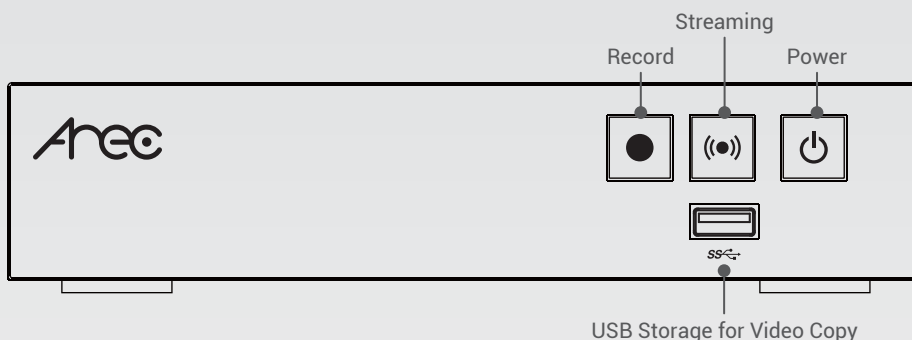 Streaming
Record
Power
Arec
SS
USB Storage for Video Copy